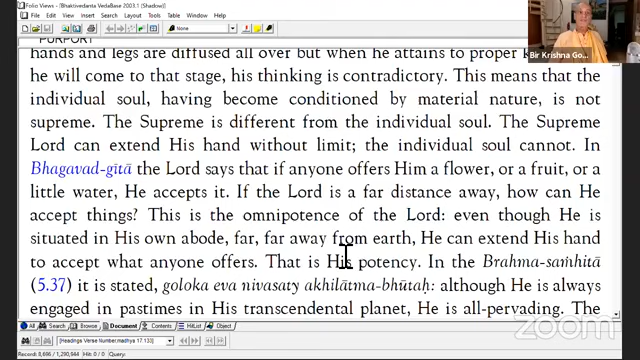 Folio Views - [Bhaktivedanta VedaBase 2003.1 (Shadow)]
File Edit View Search Layout Insert Tools Window Help
PURPORT
hands and legs are diffused all over but when he attains to proper
he will come to that stage, his thinking is contradictory. This means that the
individual soul, having become conditioned by material nature, is not
supreme. The Supreme is different from the individual soul. The Supreme
Lord can extend His hand without limit; the individual soul cannot. In
Bhagavad-gītā the Lord says that if anyone offers Him a flower, or a fruit, or a
little water, He accepts it. If the Lord is a far distance away, how can He
accept things? This is the omnipotence of the Lord: even though He is
situated in His own abode, far, far away from earth, He can extend His hand
to accept what anyone offers. That is His potency. In the Brahma-saṁhitā
(5.37) it is stated, goloka eva nivasaty akhilātma-bhūtaḥ: although He is always
engaged in pastimes in His transcendental planet, He is all-pervading. The
Bir Krishna Go...
All Browse Document Contents HitList Object
[Headings Verse Number:madhya 17.133]
Record: 8,686 / 1,290,944 Hit: 0 / 0
zoom